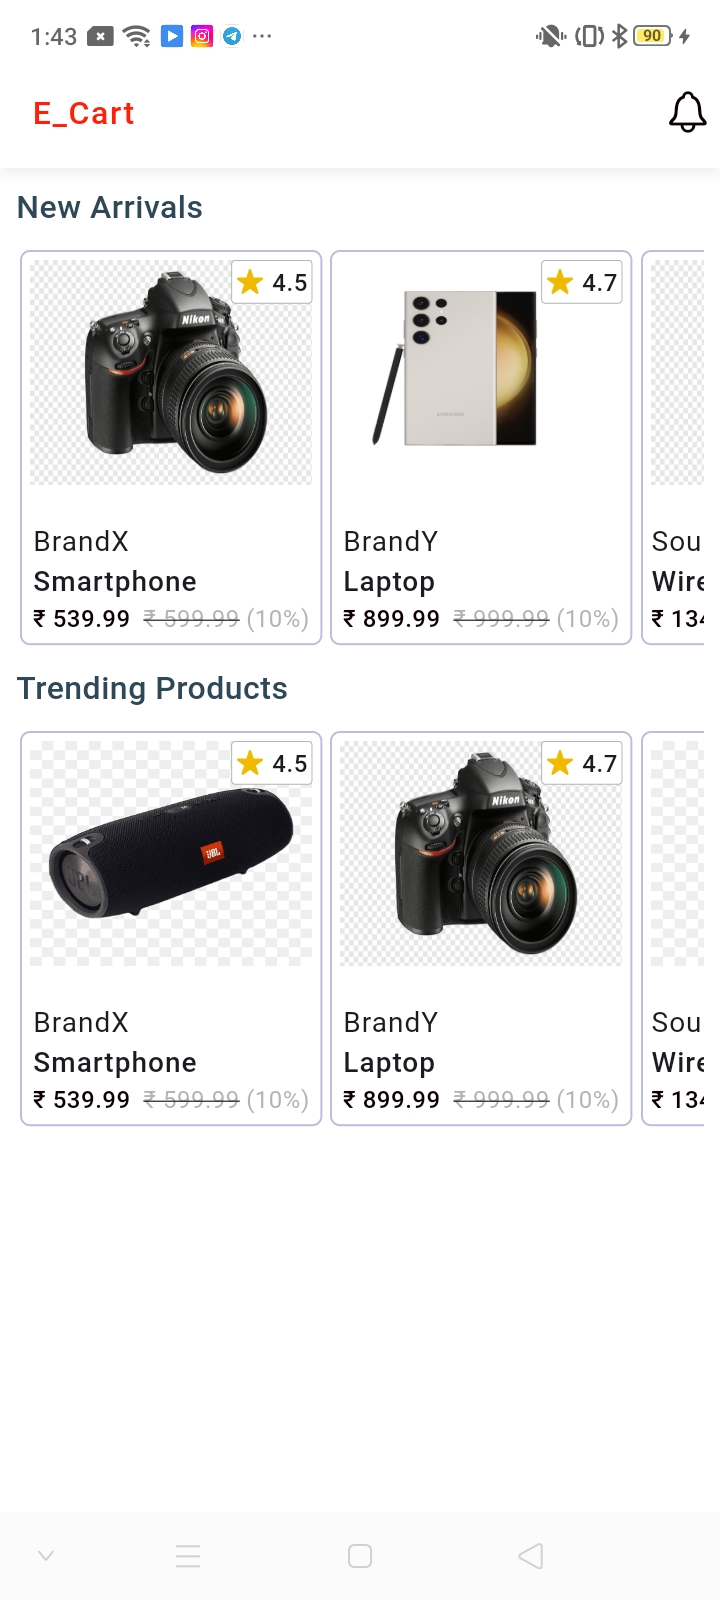 1:43
90
E_Cart
New Arrivals
Nikon
4.5
BrandX
Smartphone
₹ 539.99 ₹ 599.99 (10%)
SAMSUNG
4.7
BrandY
Laptop
₹ 899.99 ₹ 999.99 (10%)
Sou
Wire
₹ 134
Trending Products
JBL
JBL
4.5
BrandX
Smartphone
₹ 539.99 ₹ 599.99 (10%)
Nikon
4.7
BrandY
Laptop
₹ 899.99 ₹ 999.99 (10%)
Sou
Wire
₹ 134